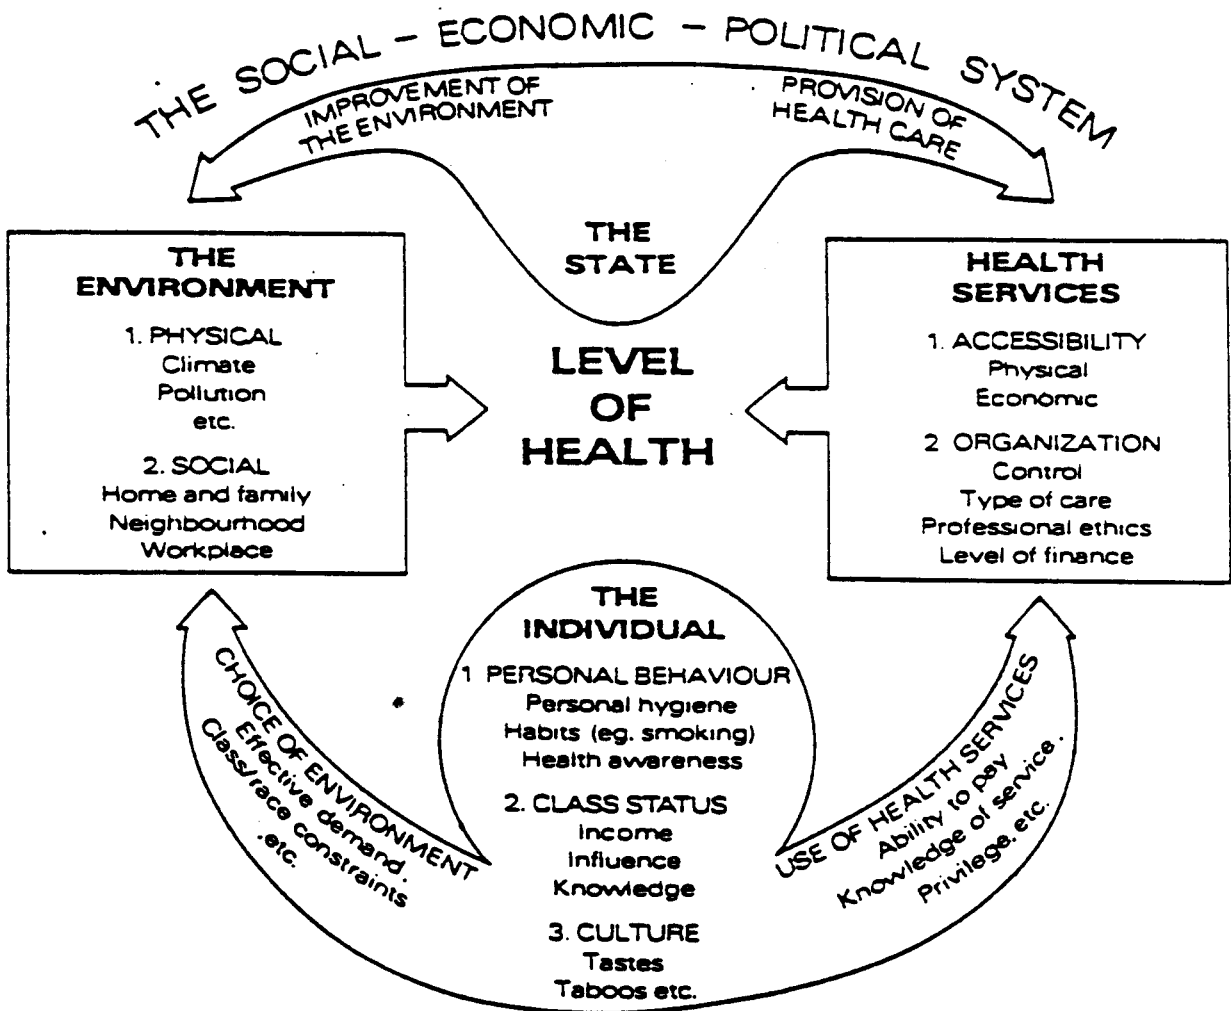 THE SOCIAL - ECONOMIC - POLITICAL SYSTEM
IMPROVEMENT OF
THE ENVIRONMENT
PROVISION OF
HEALTH CARE
THE
STATE
THE
ENVIRONMENT
1. PHYSICAL
Climate
Pollution
etc.
2. SOCIAL
Home and family
Neighbourhood
Workplace
LEVEL
OF
HEALTH
HEALTH
SERVICES
1. ACCESSIBILITY
Physical
Economic
2 ORGANIZATION
Control
Type of care
Professional ethics
Level of finance
THE
INDIVIDUAL
1 PERSONAL BEHAVIOUR
Personal hygiene
Habits (eg. smoking)
Health awareness
2. CLASS STATUS
Income
Influence
Knowledge
3. CULTURE
Tastes
Taboos etc.
CHOICE OF ENVIRONMENT
Effective demand.
Class/race constraints
.etc.
USE OF HEALTH SERVICES
Ability to pay
Knowledge of service.
Privilege, etc.